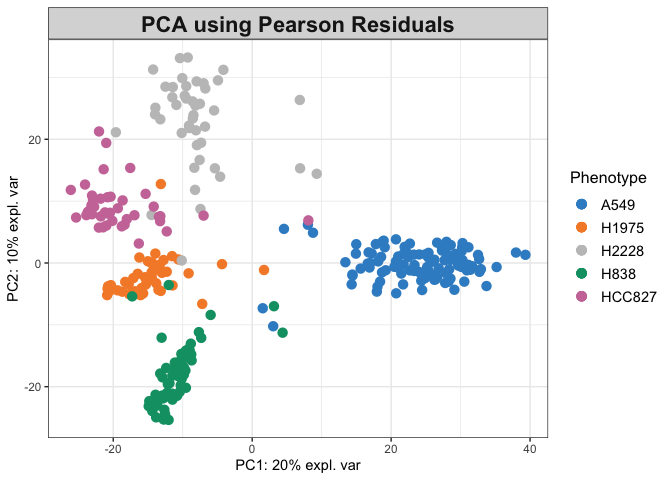 PCA using Pearson Residuals
PC2: 10% expl. var
20
0
-20
-20
0
20
40
PC1: 20% expl. var
Phenotype
A549
H1975
H2228
H838
HCC827